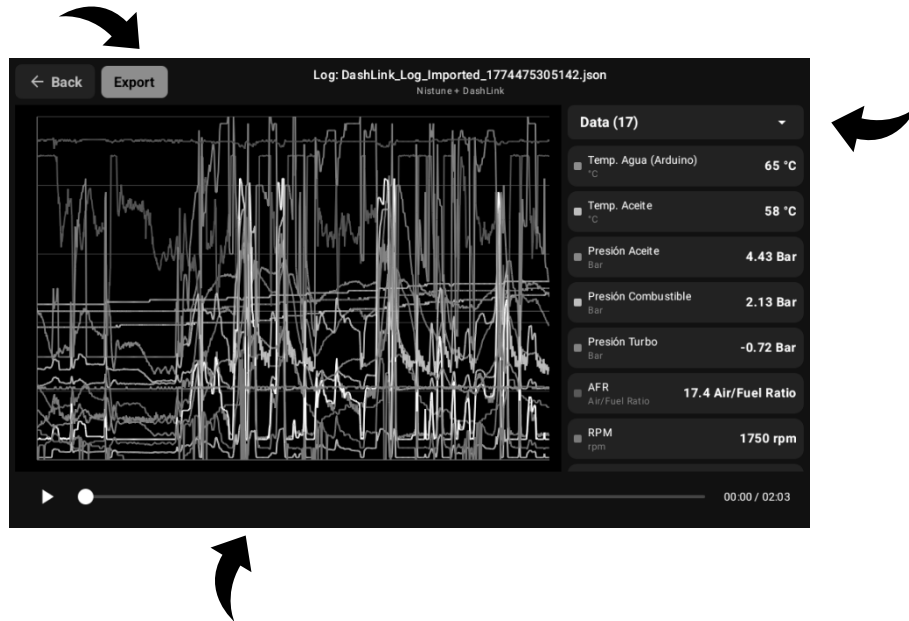 Back
Export
Log: DashLink_Log_Imported_1774475305142.json
Nistune + DashLink
Data (17)
Temp. Agua (Arduino)
°C
65 °C
Temp. Aceite
°C
58 °C
Presión Aceite
Bar
4.43 Bar
Presión Combustible
Bar
2.13 Bar
Presión Turbo
Bar
-0.72 Bar
AFR
Air/Fuel Ratio
17.4 Air/Fuel Ratio
RPM
rpm
1750 rpm
00:00 / 02:03